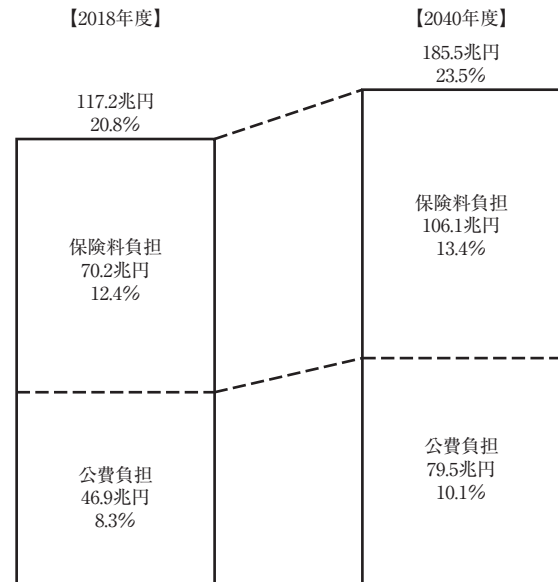 【2018年度】
117.2兆円
20.8%
保険料負担
70.2兆円
12.4%
公費負担
46.9兆円
8.3%
【2040年度】
185.5兆円
23.5%
保険料負担
106.1兆円
13.4%
公費負担
79.5兆円
10.1%